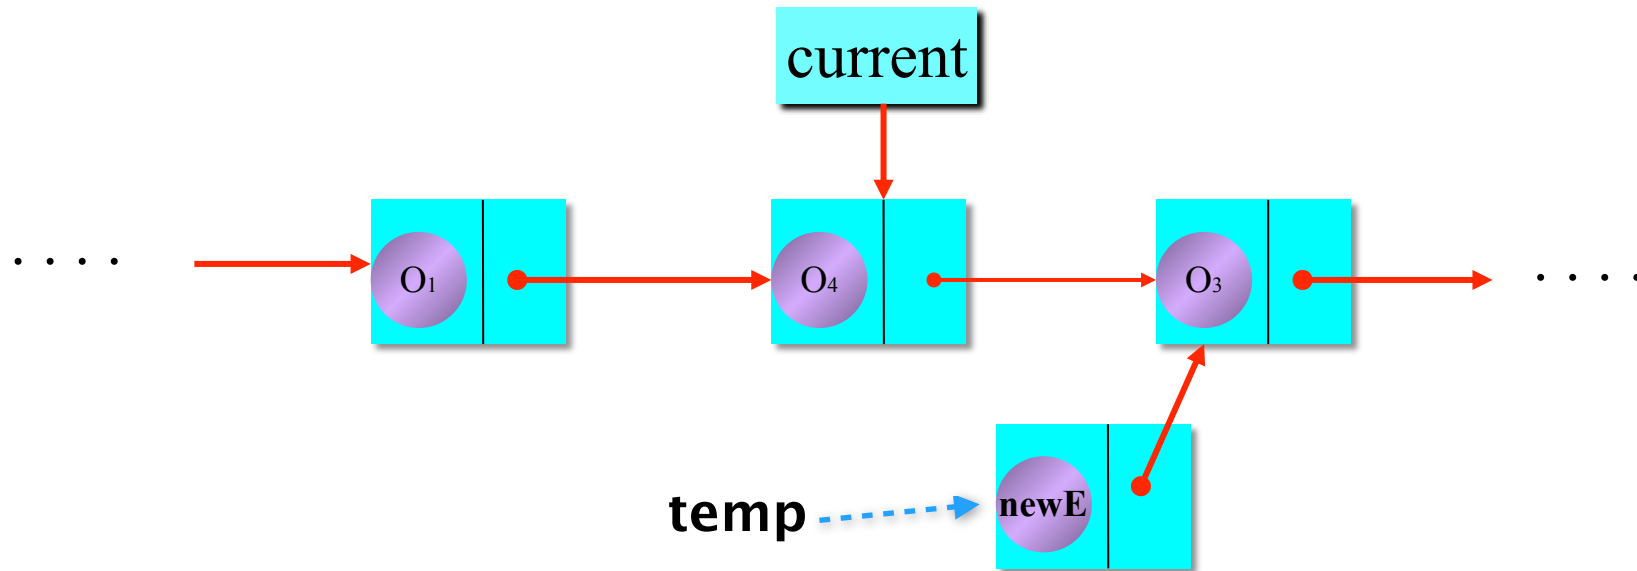 current
. . . . O1 O4 O3 . . . .
temp newE